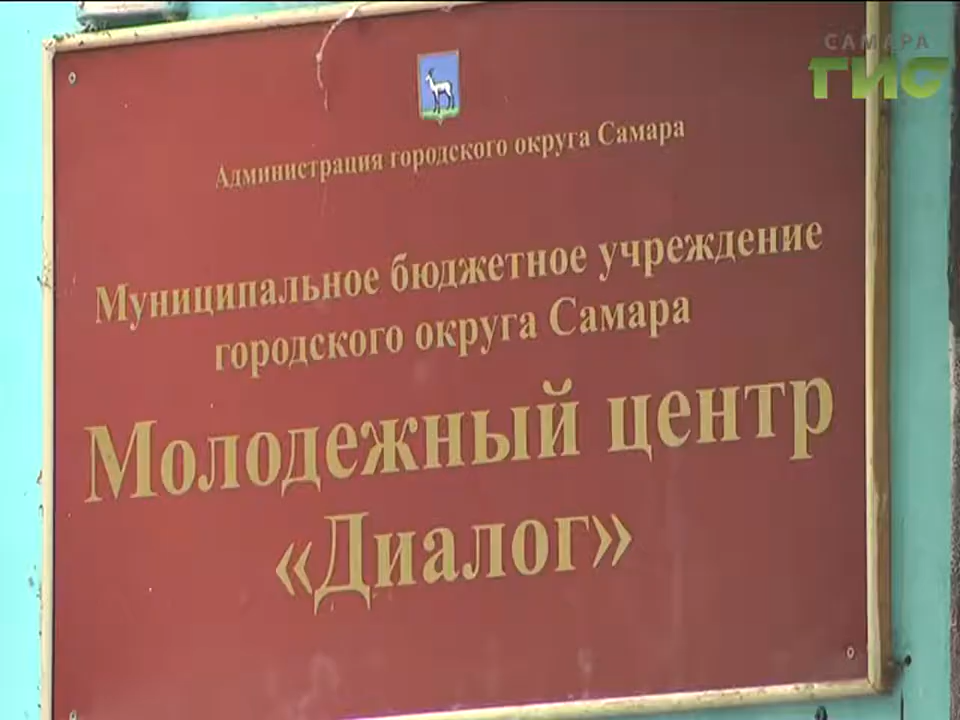 САМАРА
ГИС
Администрация городского округа Самара
Муниципальное бюджетное учреждение
городского округа Самара
Молодежный центр
«Диалог»